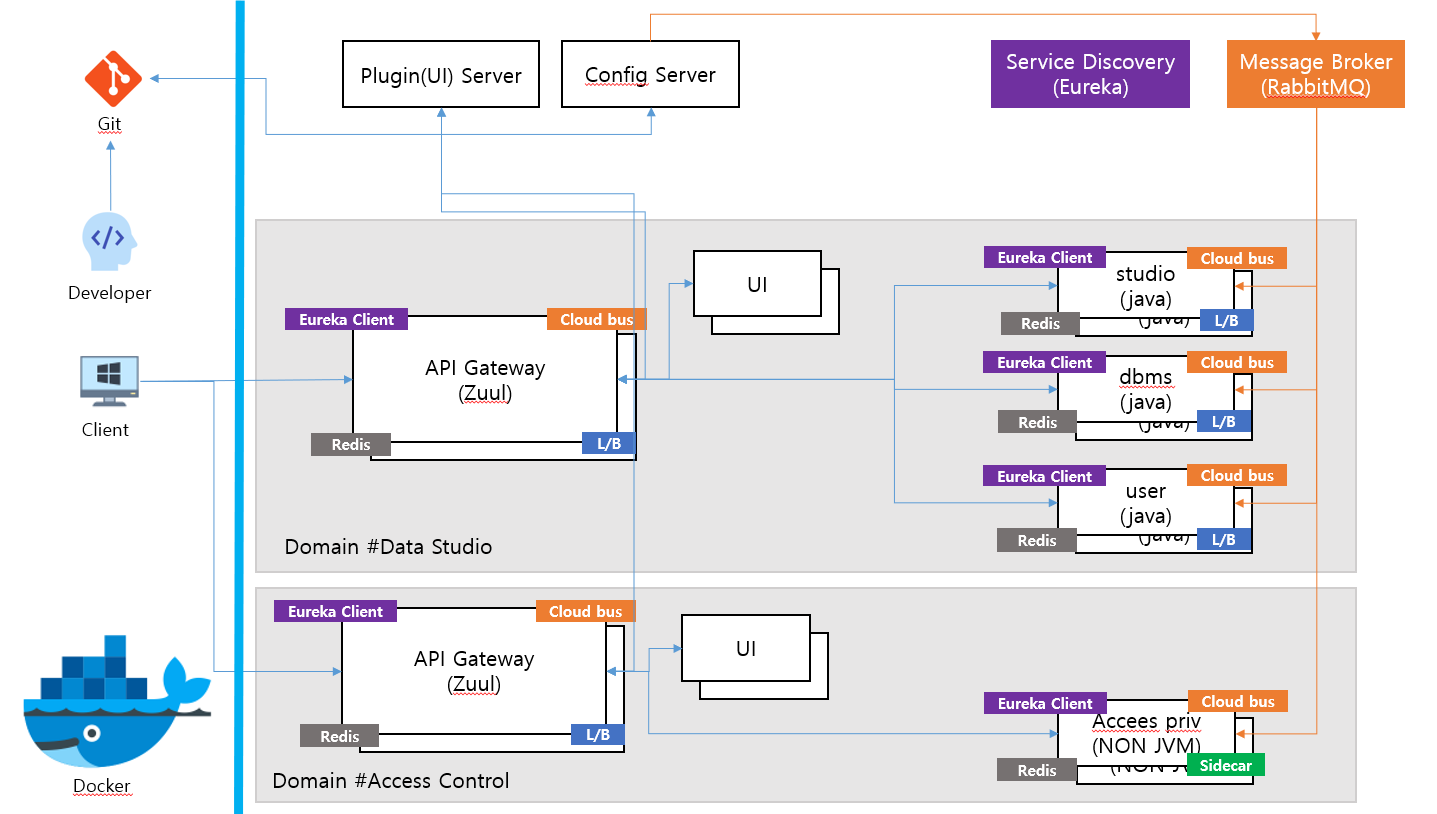 Plugin(UI) Server
Config Server
Service Discovery
(Eureka)
Message Broker
(RabbitMQ)
Git
Developer
Client
Docker
Eureka Client
Cloud bus
API Gateway
(Zuul)
Redis
L/B
UI
Eureka Client
Cloud bus
studio
(java)
(java)
Redis
L/B
Eureka Client
Cloud bus
dbms
(java)
(java)
Redis
L/B
Eureka Client
Cloud bus
user
(java)
(java)
Redis
L/B
Domain #Data Studio
Eureka Client
Cloud bus
API Gateway
(Zuul)
Redis
L/B
UI
Eureka Client
Cloud bus
Accees priv
(NON JVM)
Sidecar
Redis
Domain #Access Control